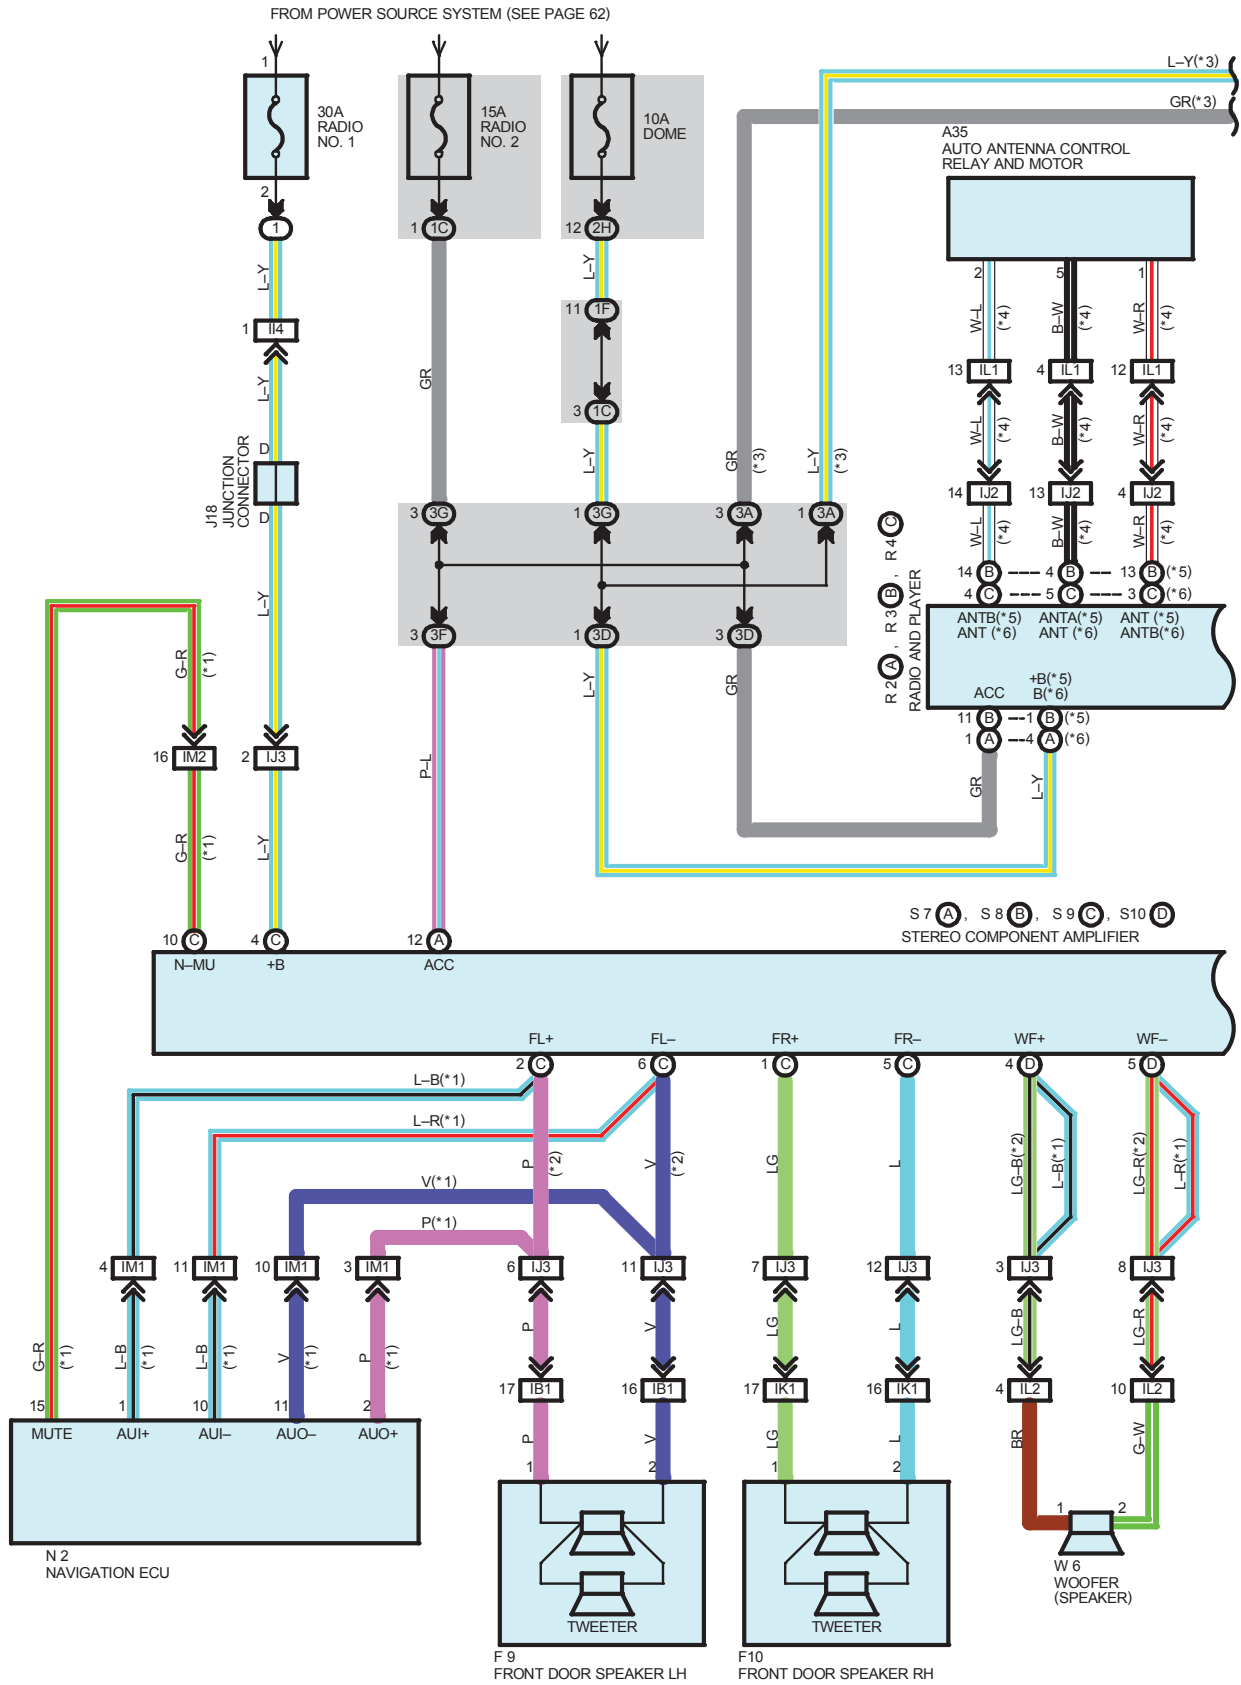 FROM POWER SOURCE SYSTEM (SEE PAGE 62)
L–Y(*3)
GR(*3)
1
30A
RADIO
NO. 1
15A
RADIO
NO. 2
10A
DOME
A35
AUTO ANTENNA CONTROL
RELAY AND MOTOR
2
1
1 1C
12 2H
L–Y
L–Y
2 5 1
W–L (*4)
B–W (*4)
W–R (*4)
11 1F
1 II4
L–Y
GR
13 IL1
4 IL1
12 IL1
3 1C
W–L (*4)
B–W (*4)
W–R (*4)
D
J18
JUNCTION
CONNECTOR
D
L–Y
GR (*3)
L–Y (*3)
14 IJ2
13 IJ2
4 IJ2
3 3G
1 3G
3 3A
1 3A
W–L (*4)
B–W (*4)
W–R (*4)
R 2 A , R 3 B , R 4 C
RADIO AND PLAYER
14 B 4 B 13 B (*5)
4 C 5 C 3 C (*6)
L–Y
ANTB(*5) ANTA(*5) ANT (*5)
ANT (*6) ANT (*6) ANTB(*6)
3 3F
1 3D
3 3D
G–R (*1)
L–Y
GR
+B(*5)
ACC B(*6)
11 B 1 B (*5)
1 A 4 A (*6)
16 IM2
2 IJ3
P–L
GR
L–Y
G–R (*1)
L–Y
S 7 A , S 8 B , S 9 C , S10 D
STEREO COMPONENT AMPLIFIER
10 C
4 C
12 A
N–MU +B ACC
FL+ FL– FR+ FR– WF+ WF–
2 C 6 C 1 C 5 C 4 D 5 D
L–B(*1)
L–R(*1)
P (*2)
V (*2)
LG
L
LG–B(*2)
L–B(*1)
LG–R(*2)
L–R(*1)
V(*1)
P(*1)
4 IM1
11 IM1
10 IM1
3 IM1
6 IJ3
11 IJ3
7 IJ3
12 IJ3
3 IJ3
8 IJ3
G–R (*1)
L–B (*1)
L–B (*1)
V (*1)
P (*1)
P
V
LG
L
LG–B
LG–R
17 IB1
16 IB1
17 IK1
16 IK1
4 IL2
10 IL2
15 1 10 11 2
MUTE AUI+ AUI– AUO– AUO+
P
V
LG
L
BR
G–W
1 2 1 2
1 2
N 2
NAVIGATION ECU
W 6
WOOFER
(SPEAKER)
TWEETER
TWEETER
F 9
FRONT DOOR SPEAKER LH
F10
FRONT DOOR SPEAKER RH